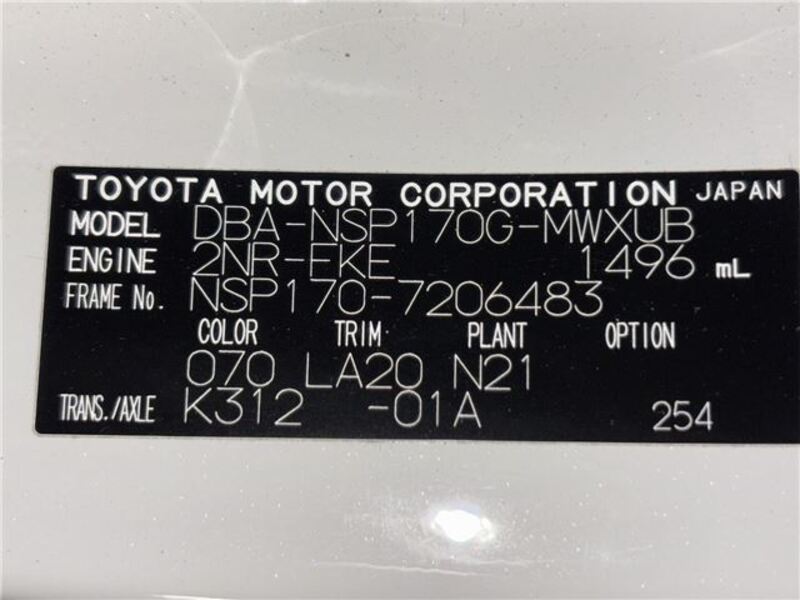 TOYOTA MOTOR CORPORATION JAPAN
MODEL DBA-NSP170G-MWXUB
ENGINE 2NR-FKE 1496 mL
FRAME No. NSP170-7206483
COLOR TRIM PLANT OPTION
070 LA20 N21
TRANS./AXLE K312 -01A 254